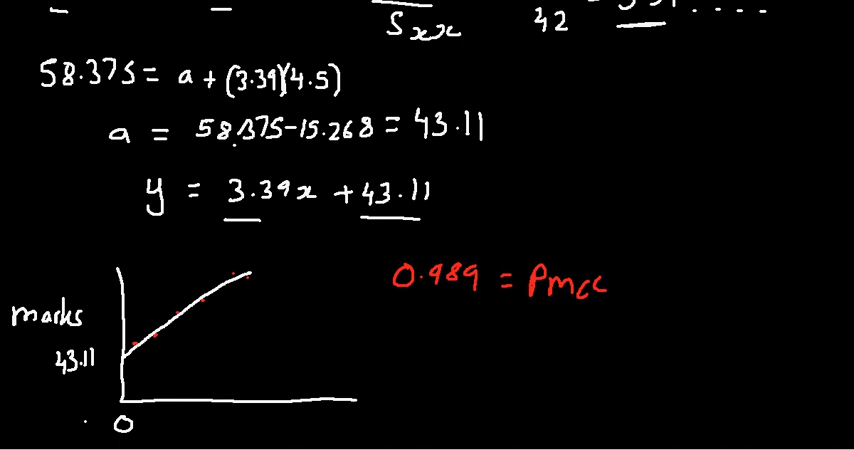 Sxx 42
58.375 = a + (3.39)(4.5)
a = 58.375-15.268 = 43.11
y = 3.39x + 43.11
0.989 = PMCC
marks
43.11
0